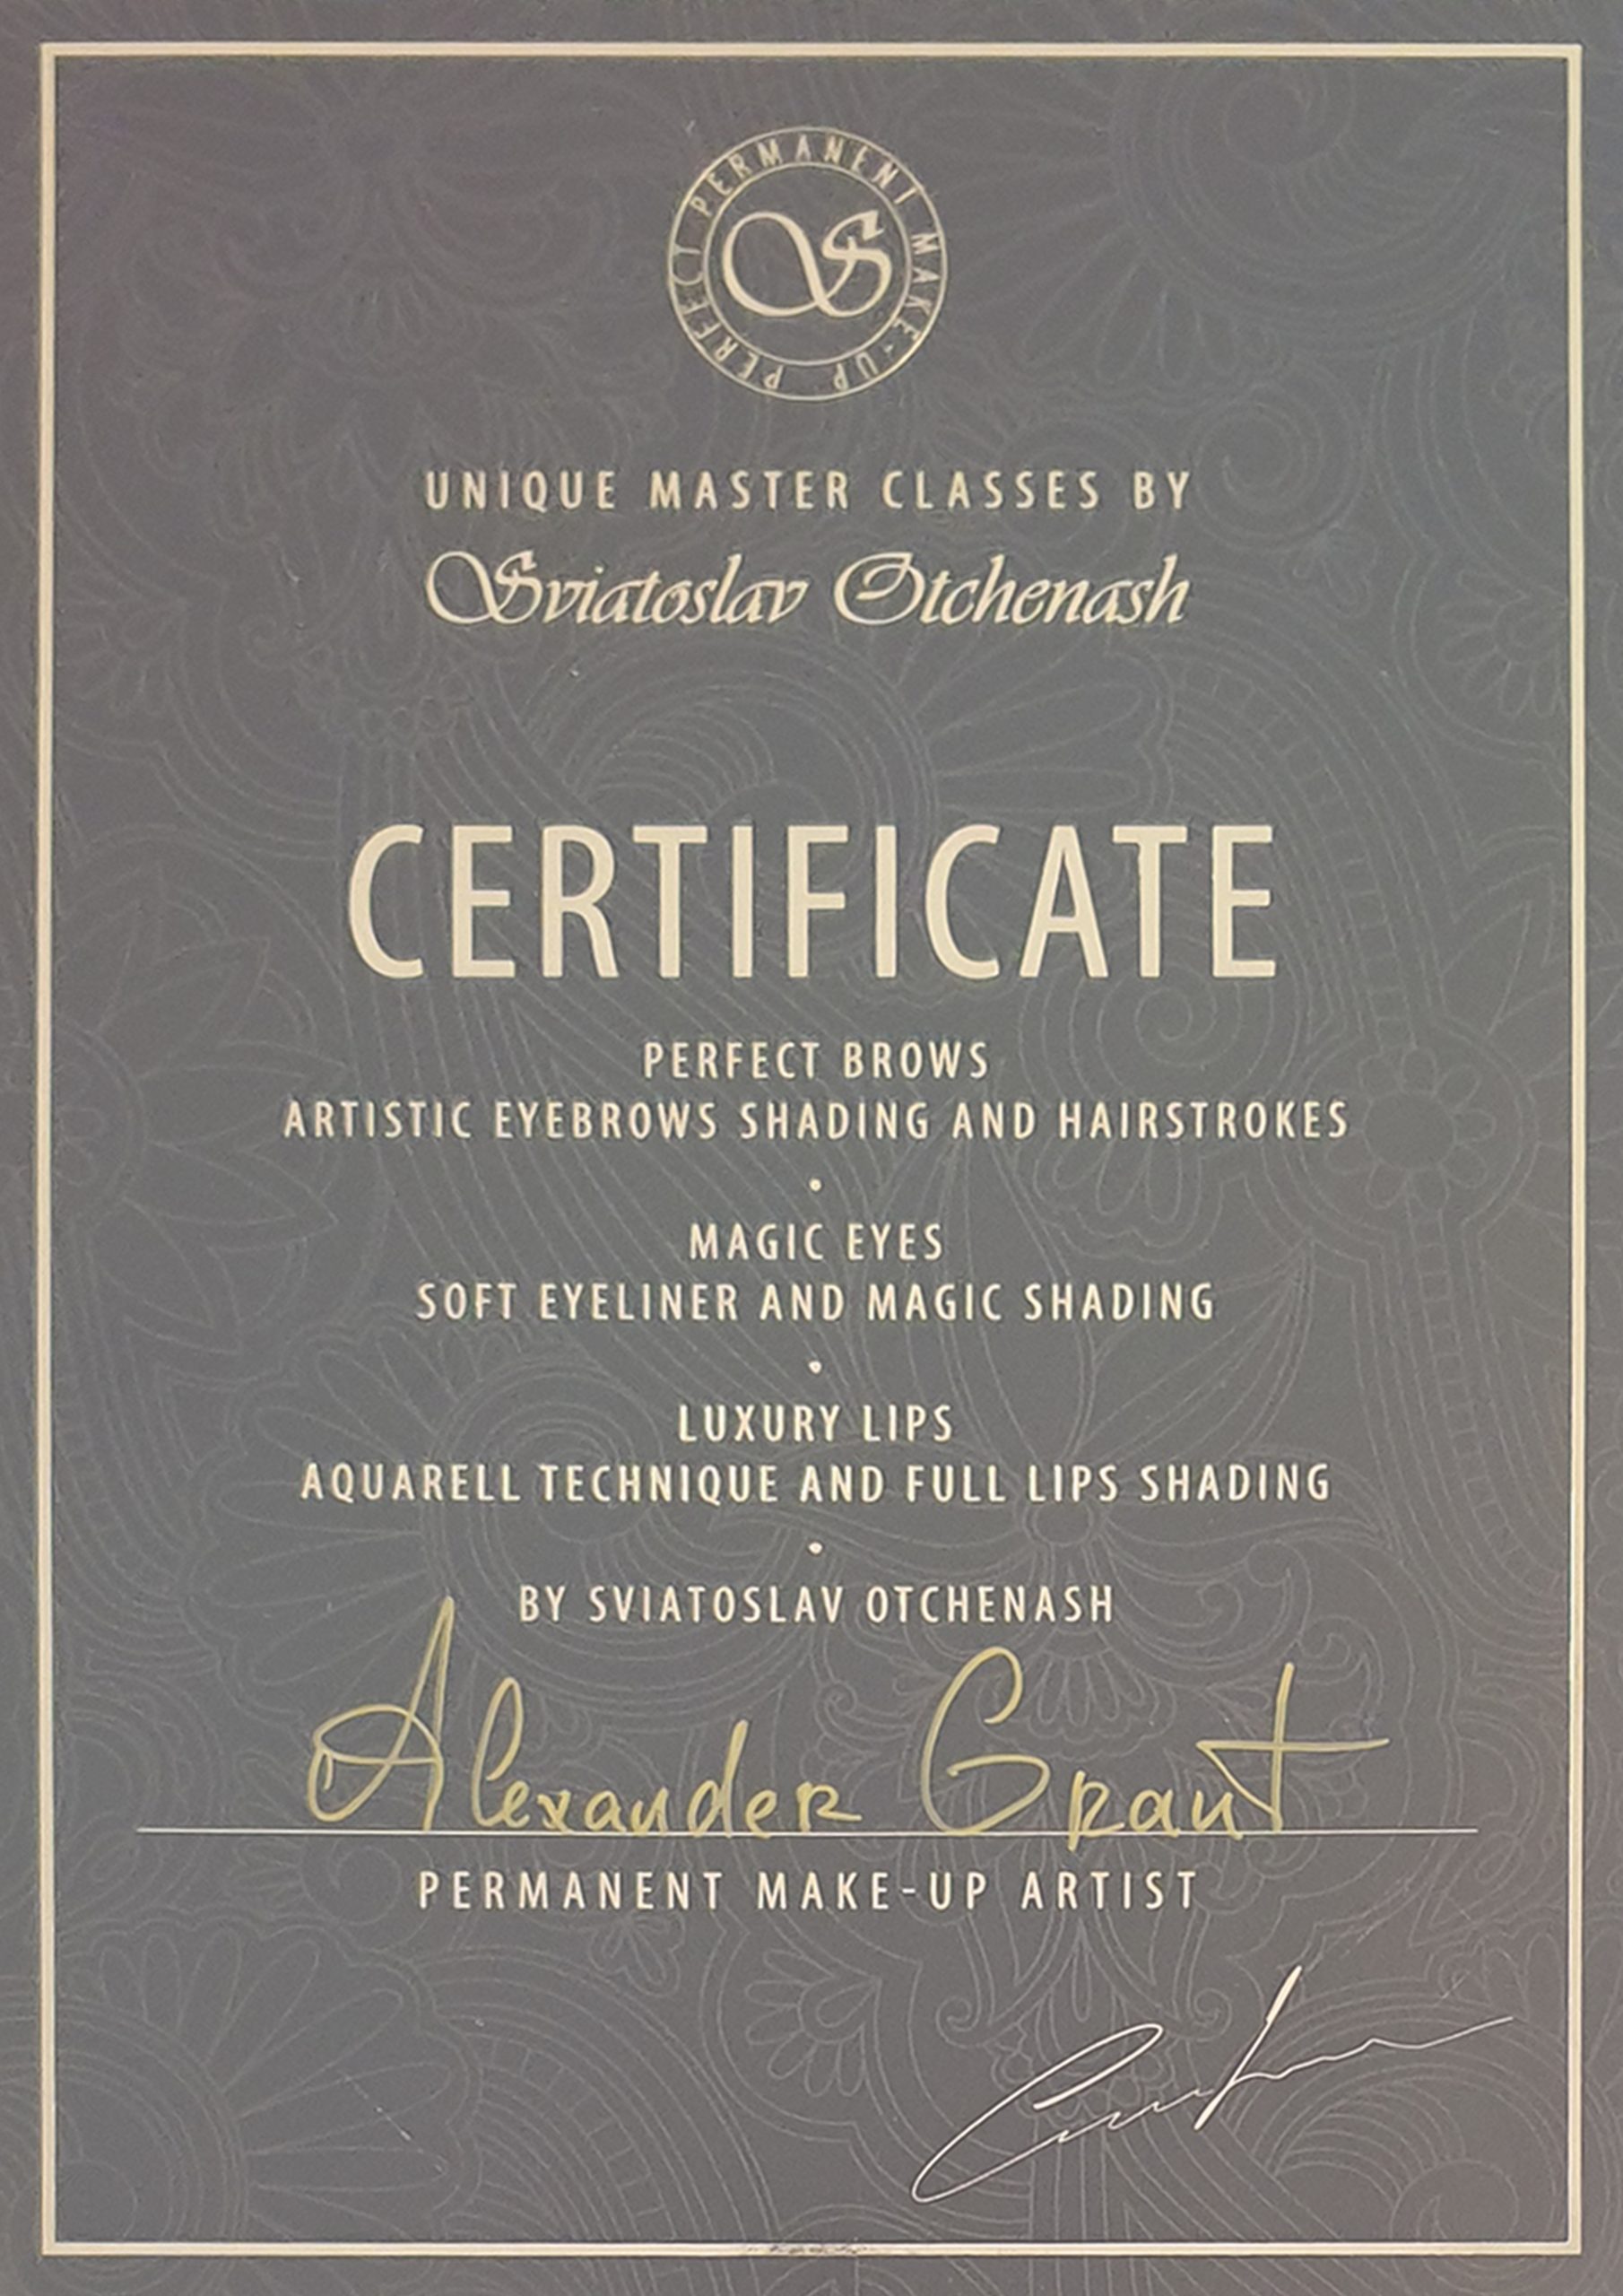 PERFECT PERMANENT MAKE-UP
S
UNIQUE MASTER CLASSES BY
Sviatoslav Otchenash
CERTIFICATE
PERFECT BROWS
ARTISTIC EYEBROWS SHADING AND HAIRSTROKES
•
MAGIC EYES
SOFT EYELINER AND MAGIC SHADING
•
LUXURY LIPS
AQUARELL TECHNIQUE AND FULL LIPS SHADING
•
BY SVIATOSLAV OTCHENASH
Alexander Grant
PERMANENT MAKE-UP ARTIST